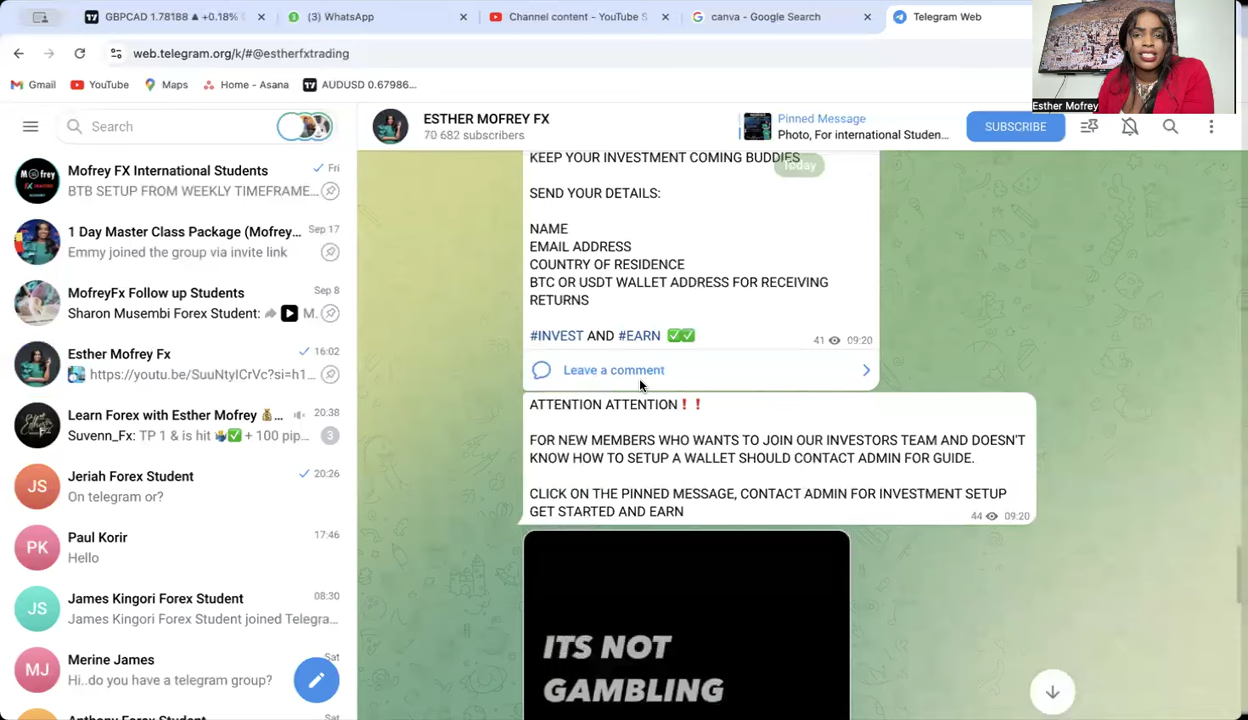 GBPCAD 1.78188 ▲ +0.18%
(3) WhatsApp
Channel content - YouTube S
canva - Google Search
Telegram Web
web.telegram.org/k/#@estherfxtrading
Gmail
YouTube
Maps
Home - Asana
AUDUSD 0.67986...
Esther Mofrey
Search
Mofrey FX International Students
Fri
BTB SETUP FROM WEEKLY TIMEFRAME...
1 Day Master Class Package (Mofrey...
Sep 17
Emmy joined the group via invite link
MofreyFx Follow up Students
Sep 8
Sharon Musembi Forex Student: M.
Esther Mofrey Fx
16:02
https://youtu.be/SuuNtyICrVc?si=h1...
Learn Forex with Esther Mofrey 💰...
20:38
Suvenn_Fx: TP 1 & is hit ✅ + 100 pip...
3
JS
Jeriah Forex Student
20:26
On telegram or?
PK
Paul Korir
17:46
Hello
JS
James Kingori Forex Student
08:30
James Kingori Forex Student joined Telegra...
MJ
Merine James
Sat
Hi..do you have a telegram group?
Anthony Forex Student
Sat
ESTHER MOFREY FX
70 682 subscribers
Pinned Message
Photo, For international Studen...
SUBSCRIBE
Today
KEEP YOUR INVESTMENT COMING BUDDIES
SEND YOUR DETAILS:
NAME
EMAIL ADDRESS
COUNTRY OF RESIDENCE
BTC OR USDT WALLET ADDRESS FOR RECEIVING
RETURNS
#INVEST AND #EARN ✅✅
41 09:20
Leave a comment
ATTENTION ATTENTION❗❗
FOR NEW MEMBERS WHO WANTS TO JOIN OUR INVESTORS TEAM AND DOESN'T
KNOW HOW TO SETUP A WALLET SHOULD CONTACT ADMIN FOR GUIDE.
CLICK ON THE PINNED MESSAGE, CONTACT ADMIN FOR INVESTMENT SETUP
GET STARTED AND EARN
44 09:20
ITS NOT
GAMBLING